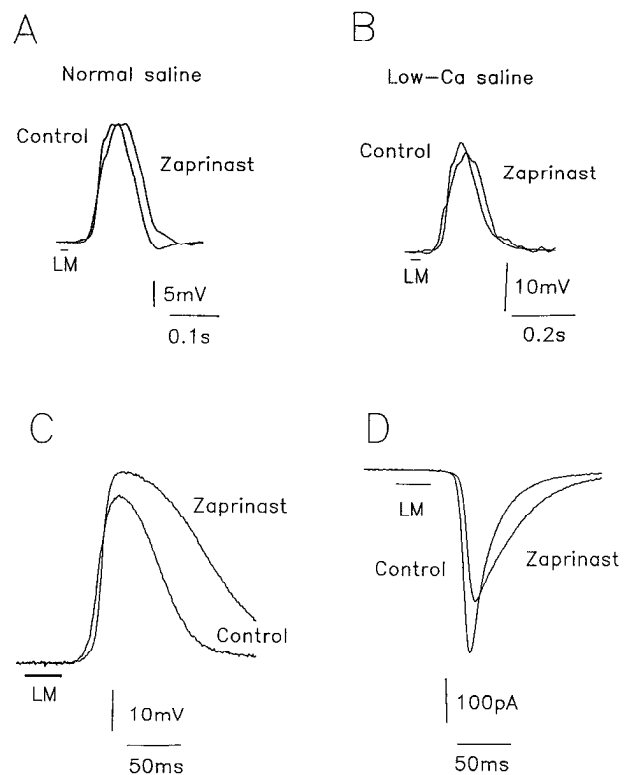 A
Normal saline
Control
Zaprinast
LM
5mV
0.1s
B
Low-Ca saline
Control
Zaprinast
LM
10mV
0.2s
C
Zaprinast
Control
LM
10mV
50ms
D
LM
Control
Zaprinast
100pA
50ms